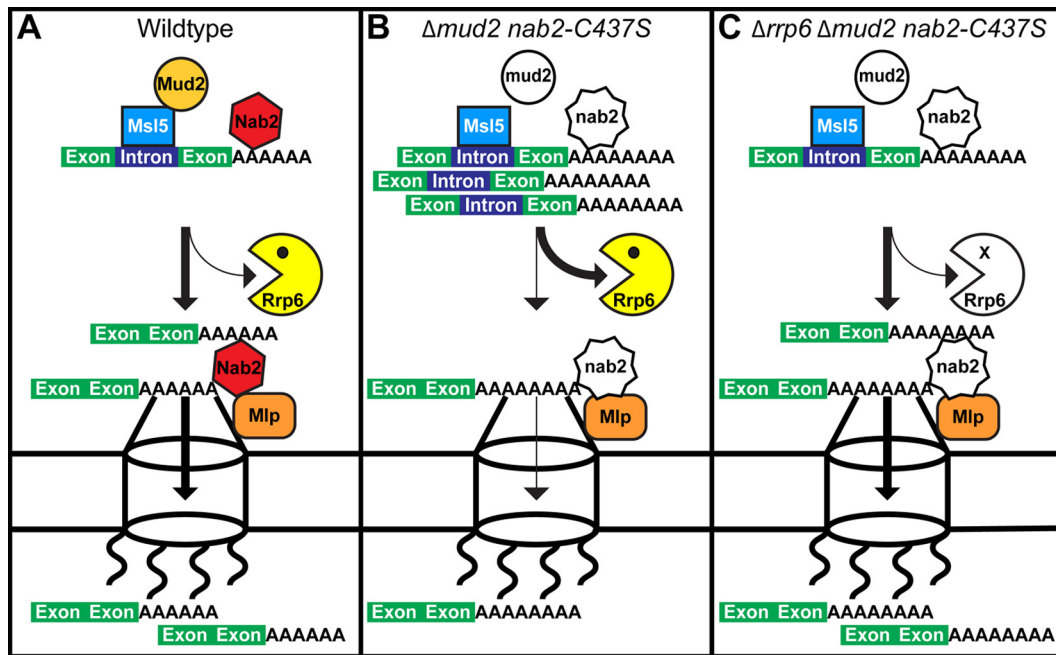 A Wildtype
Mud2
Nab2
Msl5
Exon Intron Exon AAAAAA
Rrp6
Exon Exon AAAAAA
Nab2
Exon Exon AAAAAA
Mlp
Exon Exon AAAAAA
Exon Exon AAAAAA
B Δmud2 nab2-C437S
mud2
nab2
Msl5
Exon Intron Exon AAAAAAAA
Exon Intron Exon AAAAAAAA
Exon Intron Exon AAAAAAAA
Rrp6
nab2
Exon Exon AAAAAAAA
Mlp
Exon Exon AAAAAAAA
C Δrrp6 Δmud2 nab2-C437S
mud2
nab2
Msl5
Exon Intron Exon AAAAAAAA
X
Rrp6
Exon Exon AAAAAAAA
nab2
Exon Exon AAAAAAAA
Mlp
Exon Exon AAAAAAAA
Exon Exon AAAAAAAA